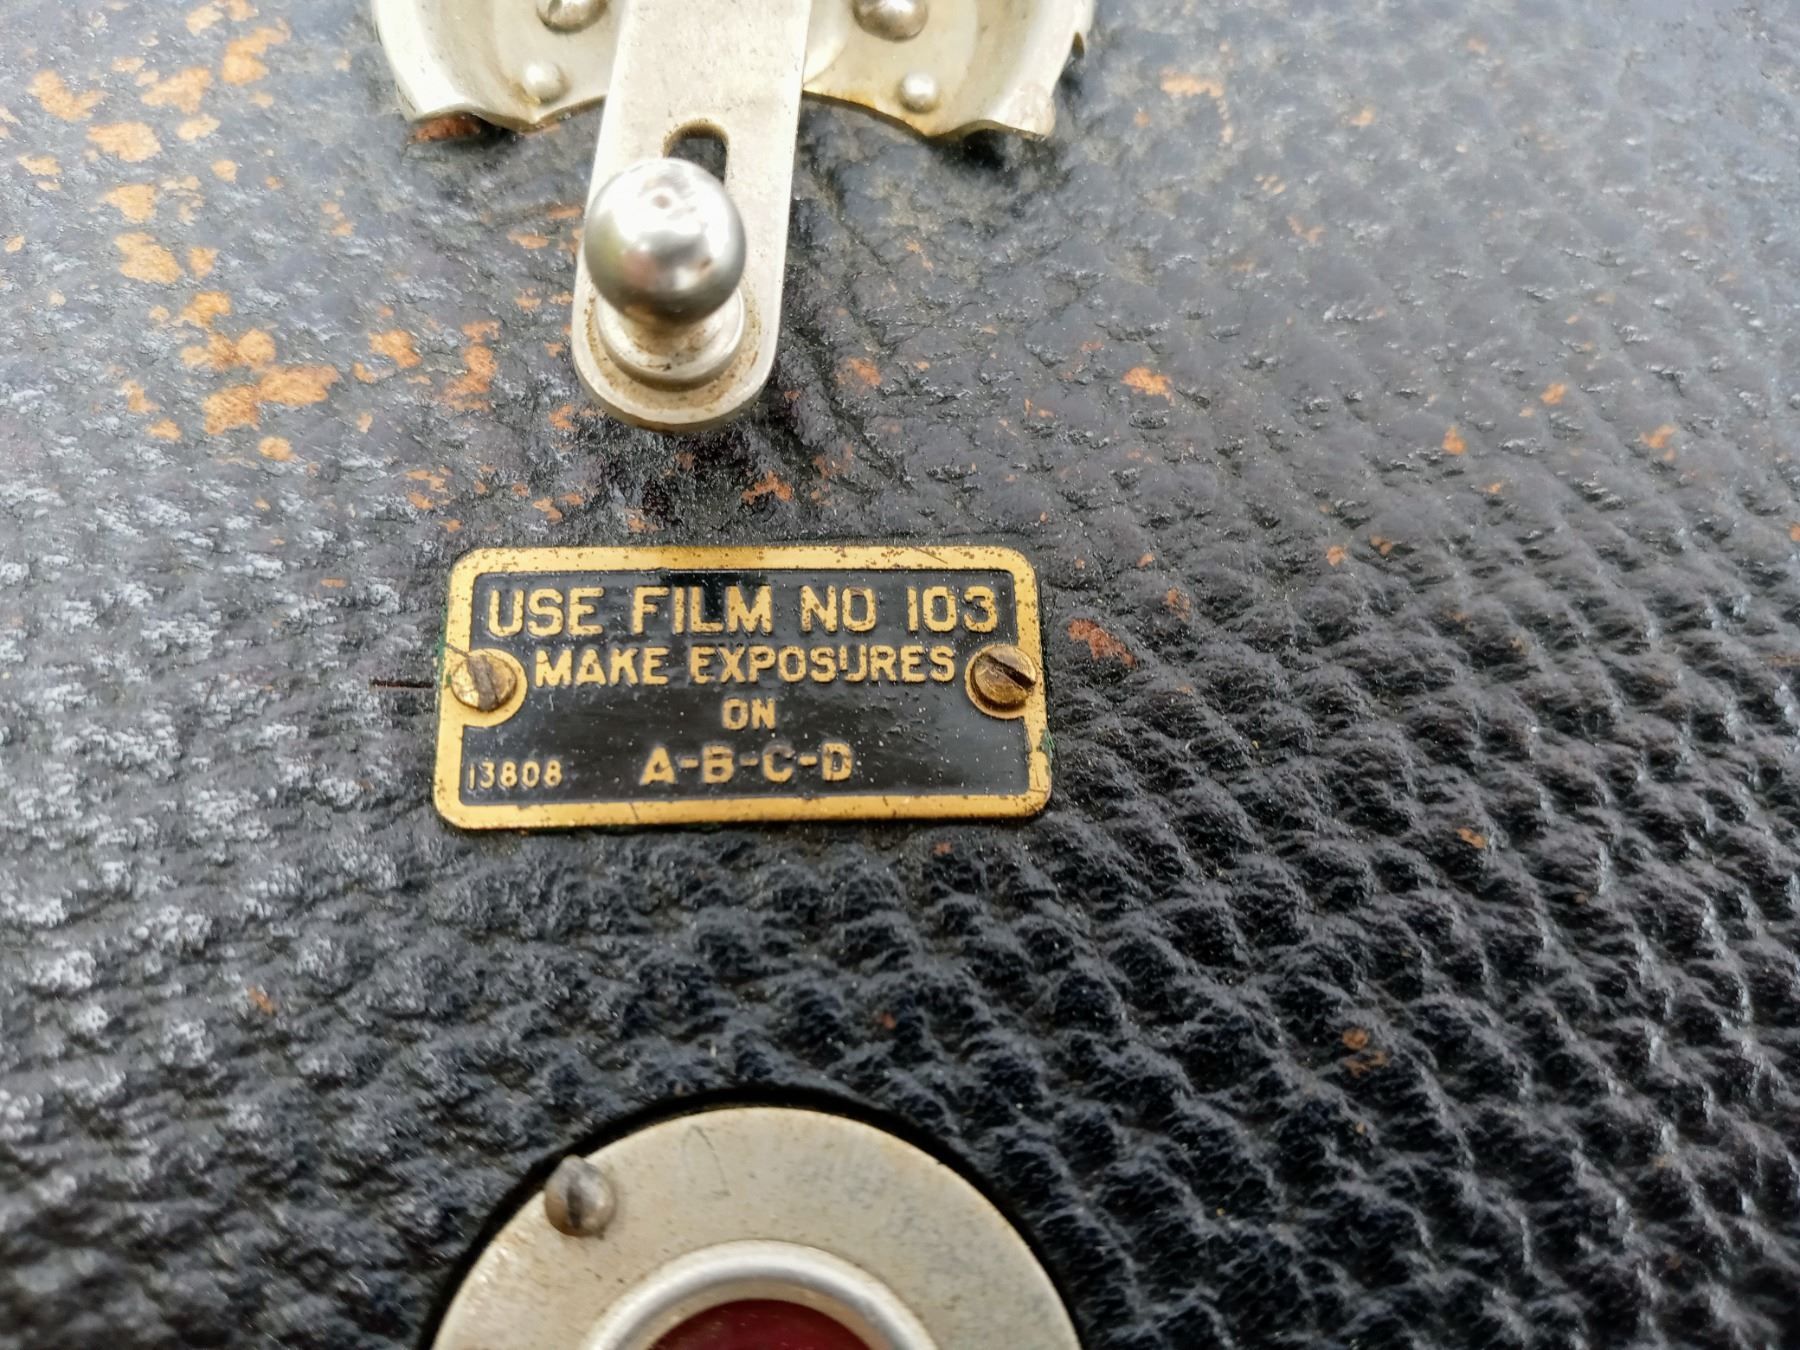 USE FILM NO 103
MAKE EXPOSURES
ON
13808 A-B-C-D